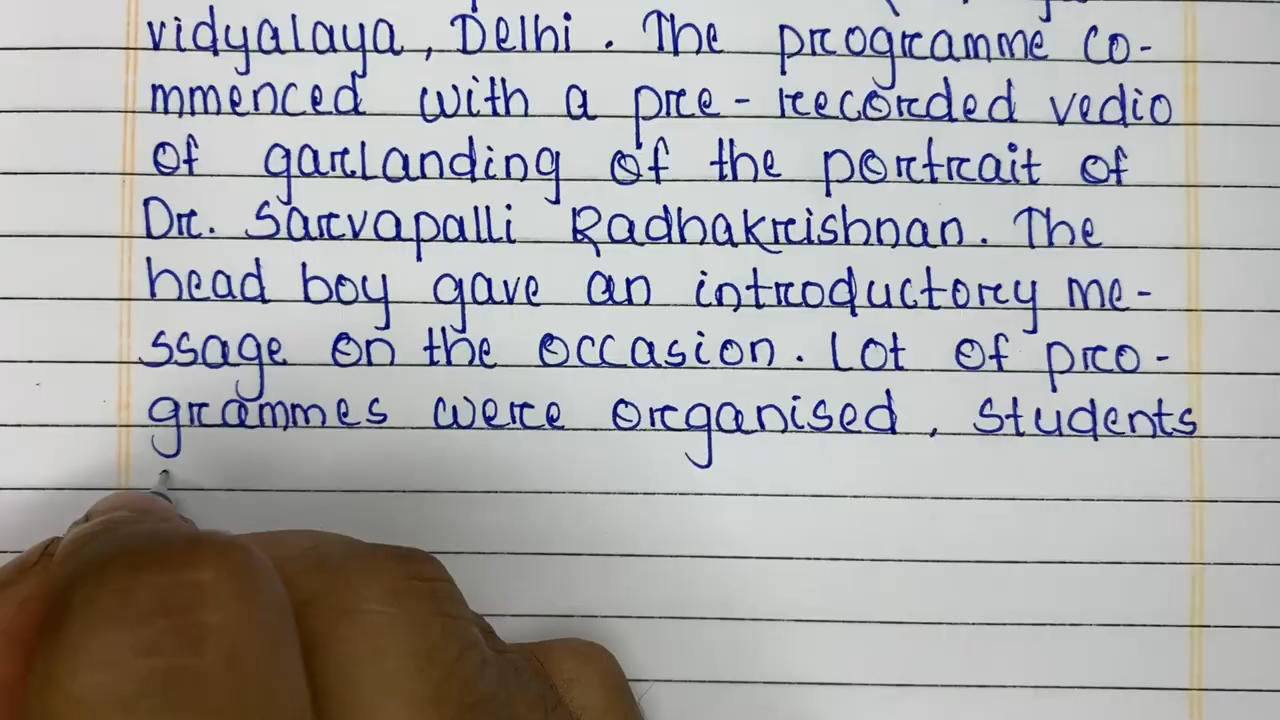 vidyalaya, Delhi. The programme co-
mmenced with a pre-recorded vedio
of garlanding of the portrait of
Dr. Sarvapalli Radhakrishnan. The
head boy gave an introductory me-
ssage on the occasion. Lot of pro-
grammes were organised, students